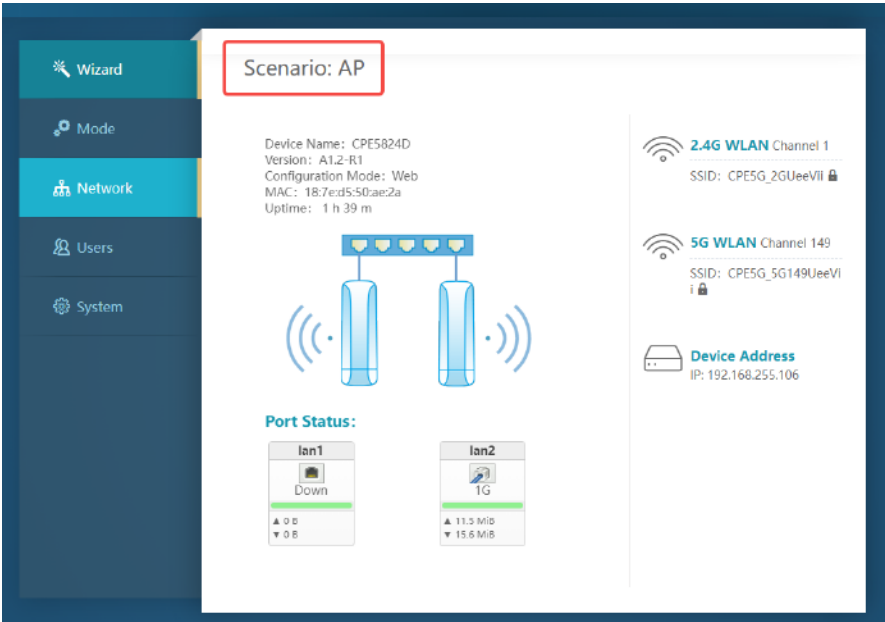 Wizard
Mode
Network
Users
System
Scenario: AP
Device Name: CPE5824D
Version: A1.2-R1
Configuration Mode: Web
MAC: 18:7e:d5:50:ae:2a
Uptime: 1 h 39 m
Port Status:
lan1
Down
▲ 0 B
▼ 0 B
lan2
1G
▲ 11.5 MiB
▼ 15.6 MiB
2.4G WLAN Channel 1
SSID: CPE5G_2GUeeVii
5G WLAN Channel 149
SSID: CPE5G_5G149UeeVi
i
Device Address
IP: 192.168.255.106